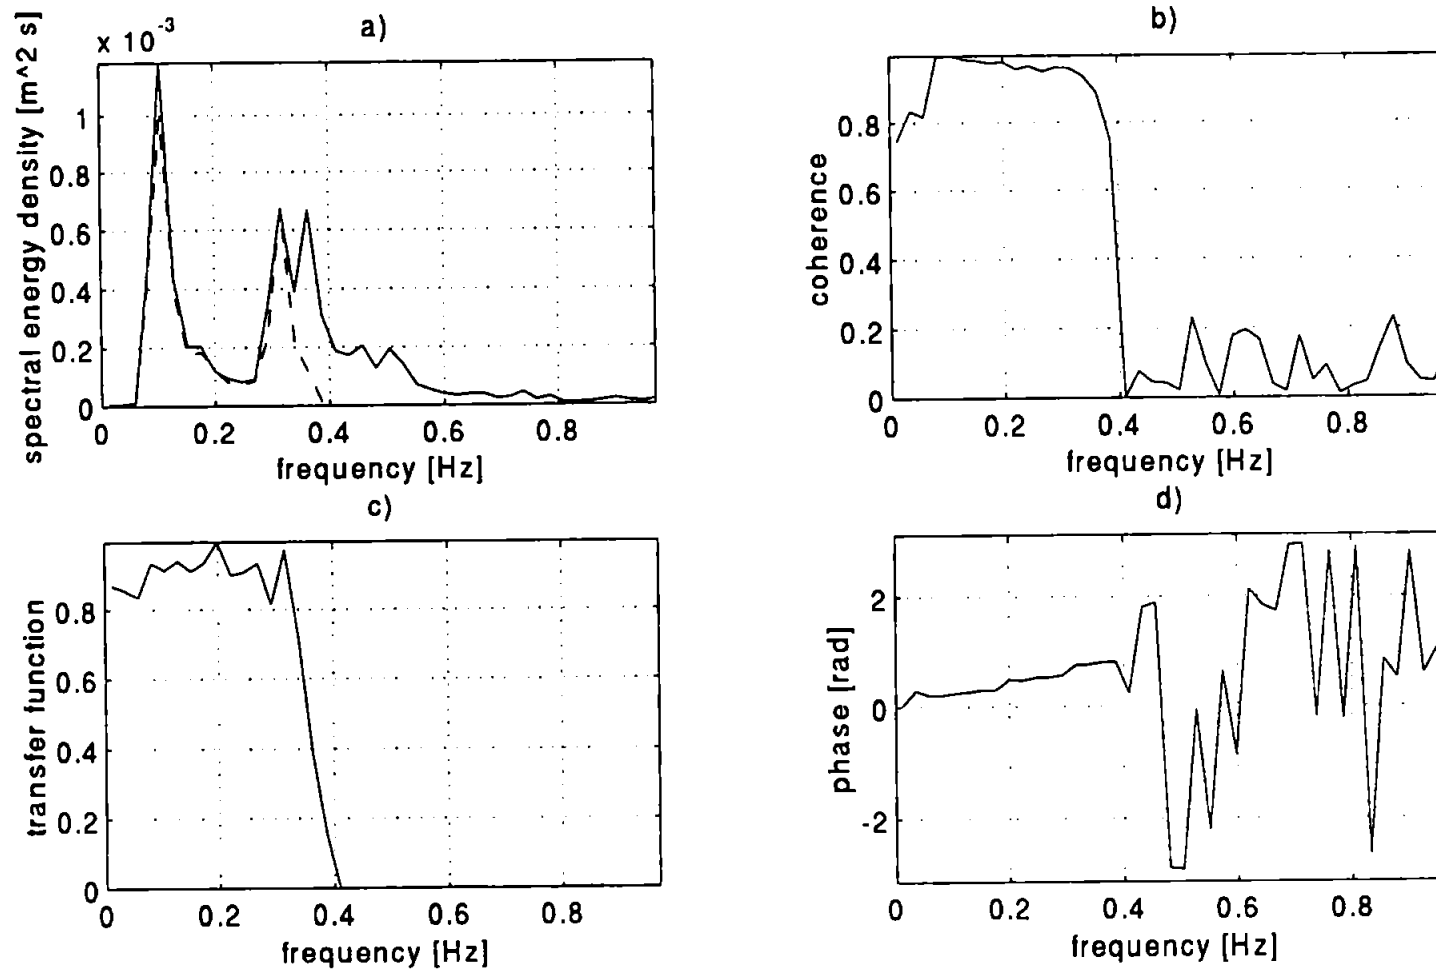 a)
x 10^-3
spectral energy density [m^2 s]
1
0.8
0.6
0.4
0.2
0
0 0.2 0.4 0.6 0.8
frequency [Hz]
b)
coherence
0.8
0.6
0.4
0.2
0
0 0.2 0.4 0.6 0.8
frequency [Hz]
c)
transfer function
0.8
0.6
0.4
0.2
0
0 0.2 0.4 0.6 0.8
frequency [Hz]
d)
phase [rad]
2
0
-2
0 0.2 0.4 0.6 0.8
frequency [Hz]